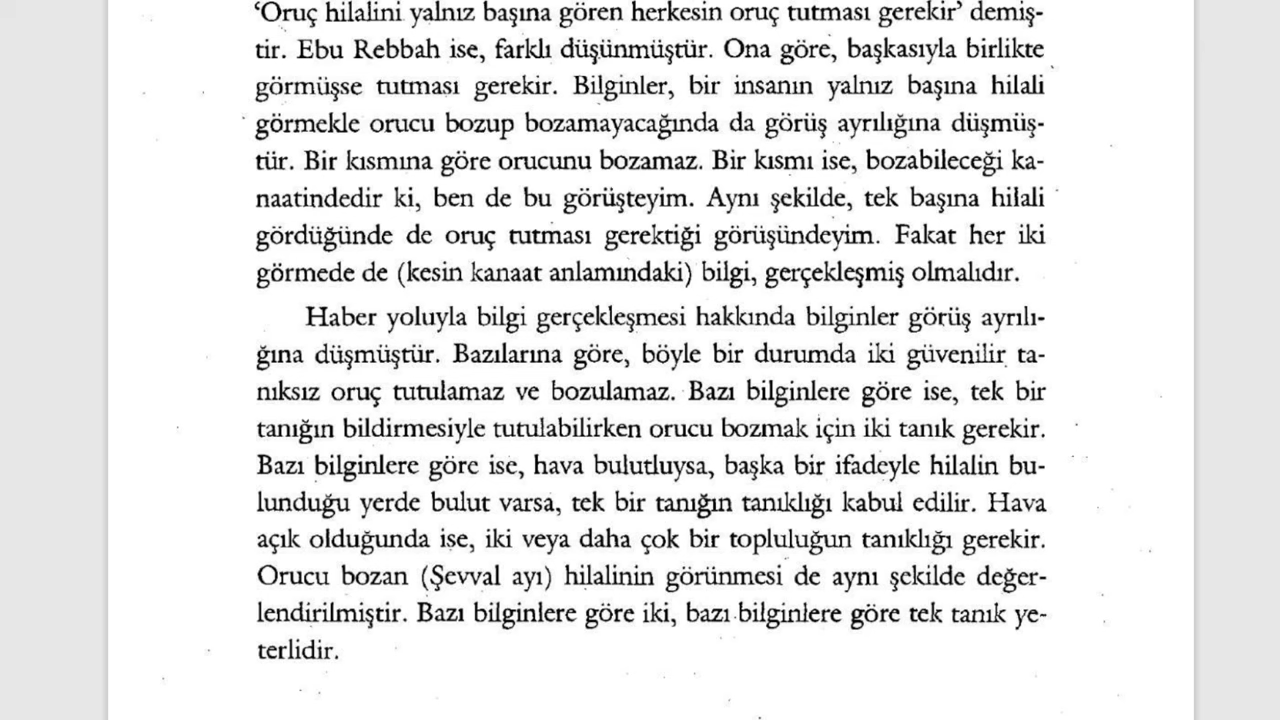 ‘Oruç hilalini yalnız başına gören herkesin oruç tutması gerekir’ demiş-
tir. Ebu Rebbah ise, farklı düşünmüştür. Ona göre, başkasıyla birlikte
görmüşse tutması gerekir. Bilginler, bir insanın yalnız başına hilali
görmekle orucu bozup bozamayacağında da görüş ayrılığına düşmüş-
tür. Bir kısmına göre orucunu bozamaz. Bir kısmı ise, bozabileceği ka-
naatindedir ki, ben de bu görüşteyim. Aynı şekilde, tek başına hilali
gördüğünde de oruç tutması gerektiği görüşündeyim. Fakat her iki
görmede de (kesin kanaat anlamındaki) bilgi, gerçekleşmiş olmalıdır.
Haber yoluyla bilgi gerçekleşmesi hakkında bilginler görüş ayrılı-
ğına düşmüştür. Bazılarına göre, böyle bir durumda iki güvenilir ta-
nıksız oruç tutulamaz ve bozulamaz. Bazı bilginlere göre ise, tek bir
tanığın bildirmesiyle tutulabilirken orucu bozmak için iki tanık gerekir.
Bazı bilginlere göre ise, hava bulutluysa, başka bir ifadeyle hilalin bu-
lunduğu yerde bulut varsa, tek bir tanığın tanıklığı kabul edilir. Hava
açık olduğunda ise, iki veya daha çok bir topluluğun tanıklığı gerekir.
Orucu bozan (Şevval ayı) hilalinin görünmesi de aynı şekilde değer-
lendirilmiştir. Bazı bilginlere göre iki, bazı bilginlere göre tek tanık ye-
terlidir.